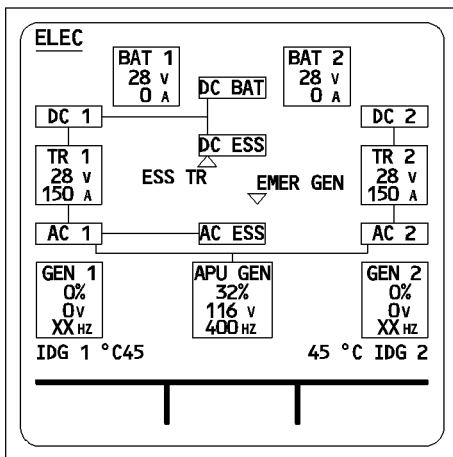 ELEC
BAT 1
28 V
0 A
BAT 2
28 V
0 A
DC BAT
DC 1
DC 2
DC ESS
TR 1
28 V
150 A
ESS TR
EMER GEN
TR 2
28 V
150 A
AC 1
AC ESS
AC 2
GEN 1
0%
0V
XX HZ
APU GEN
32%
116 V
400 HZ
GEN 2
0%
0V
XX HZ
IDG 1 °C45
45 °C IDG 2